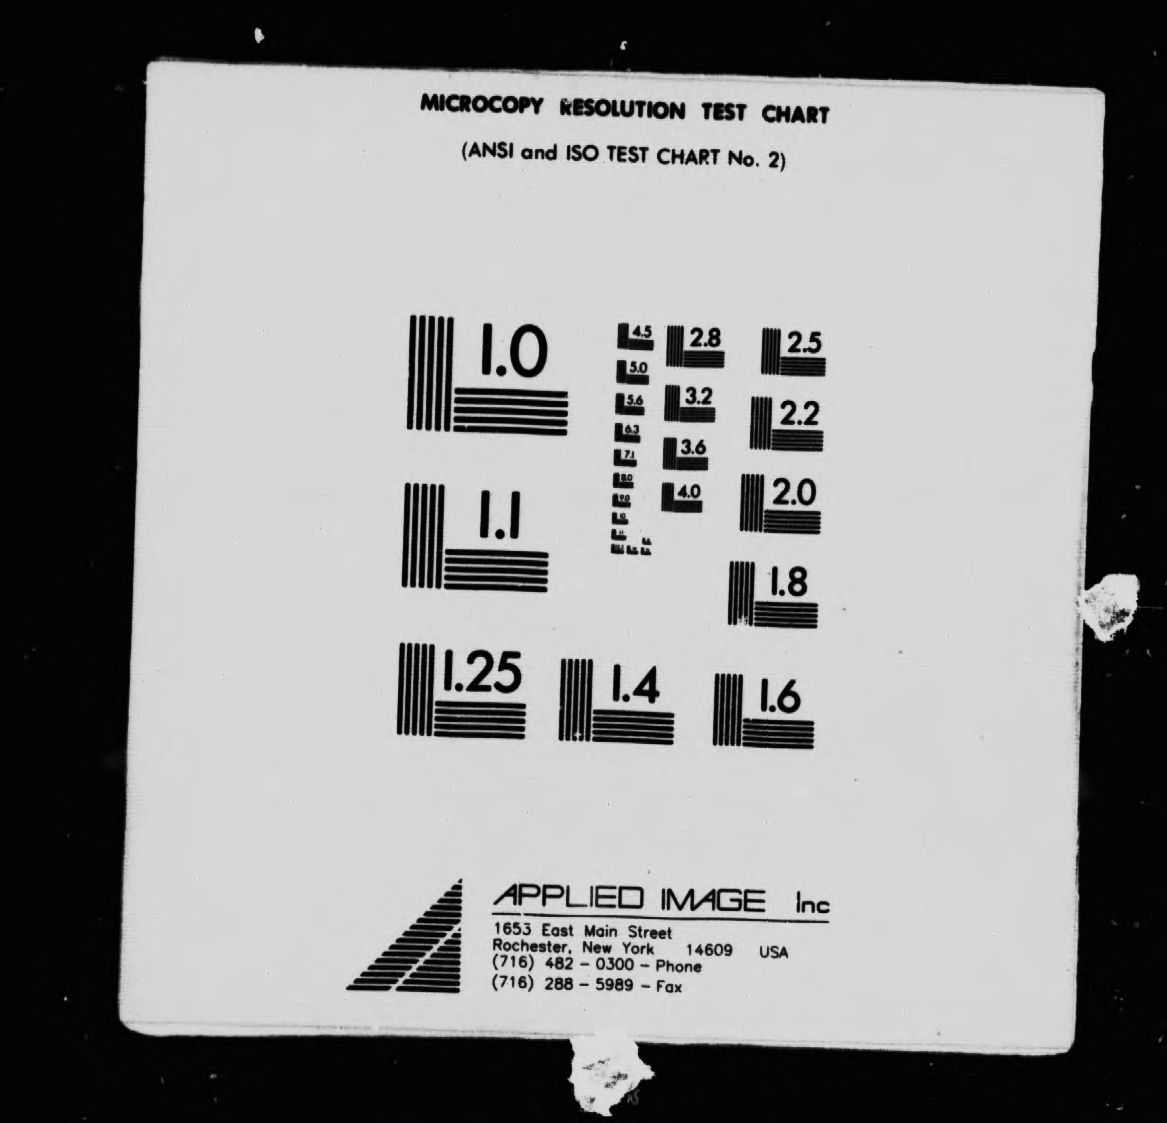 MICROCOPY RESOLUTION TEST CHART
(ANSI and ISO TEST CHART No. 2)
1.0
4.5 2.8 2.5
5.0
5.6 3.2 2.2
6.3
7.1 3.6
8.0
9.0 4.0 2.0
10
1.1
1.8
1.25 1.4 1.6
APPLIED IMAGE Inc
1653 East Main Street
Rochester, New York 14609 USA
(716) 482 - 0300 - Phone
(716) 288 - 5989 - Fax